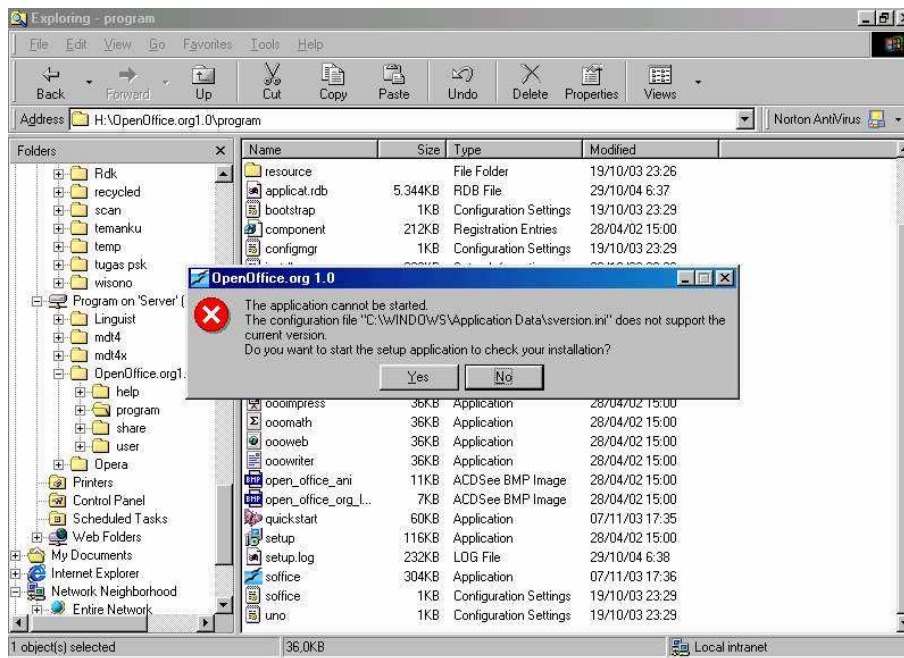 Exploring - program
File Edit View Go Favorites Tools Help
Back Forward Up Cut Copy Paste Undo Delete Properties Views
Address H:\OpenOffice.org1.0\program Norton AntiVirus
Folders
Rdk
recycled
scan
temanku
temp
tugas psk
wisono
Program on 'Server' (
Linguist
mdt4
mdt4x
OpenOffice.org1.
help
program
share
user
Opera
Printers
Control Panel
Scheduled Tasks
Web Folders
My Documents
Internet Explorer
Network Neighborhood
Entire Network
Name Size Type Modified
resource File Folder 19/10/03 23:26
applicat.rdb 5.344KB RDB File 29/10/04 6:37
bootstrap 1KB Configuration Settings 19/10/03 23:29
component 212KB Registration Entries 28/04/02 15:00
configmgr 1KB Configuration Settings 19/10/03 23:29
OpenOffice.org 1.0
The application cannot be started.
The configuration file "C:\WINDOWS\Application Data\sversion.ini" does not support the
current version.
Do you want to start the setup application to check your installation?
Yes No
oooimpress 36KB Application 28/04/02 15:00
ooomath 36KB Application 28/04/02 15:00
oooweb 36KB Application 28/04/02 15:00
ooowriter 36KB Application 28/04/02 15:00
open_office_ani 11KB ACDSee BMP Image 28/04/02 15:00
open_office_org_l... 7KB ACDSee BMP Image 28/04/02 15:00
quickstart 60KB Application 07/11/03 17:35
setup 116KB Application 28/04/02 15:00
setup.log 232KB LOG File 29/10/04 6:38
soffice 304KB Application 07/11/03 17:36
soffice 1KB Configuration Settings 19/10/03 23:29
uno 1KB Configuration Settings 19/10/03 23:29
1 object(s) selected 36,0KB Local intranet